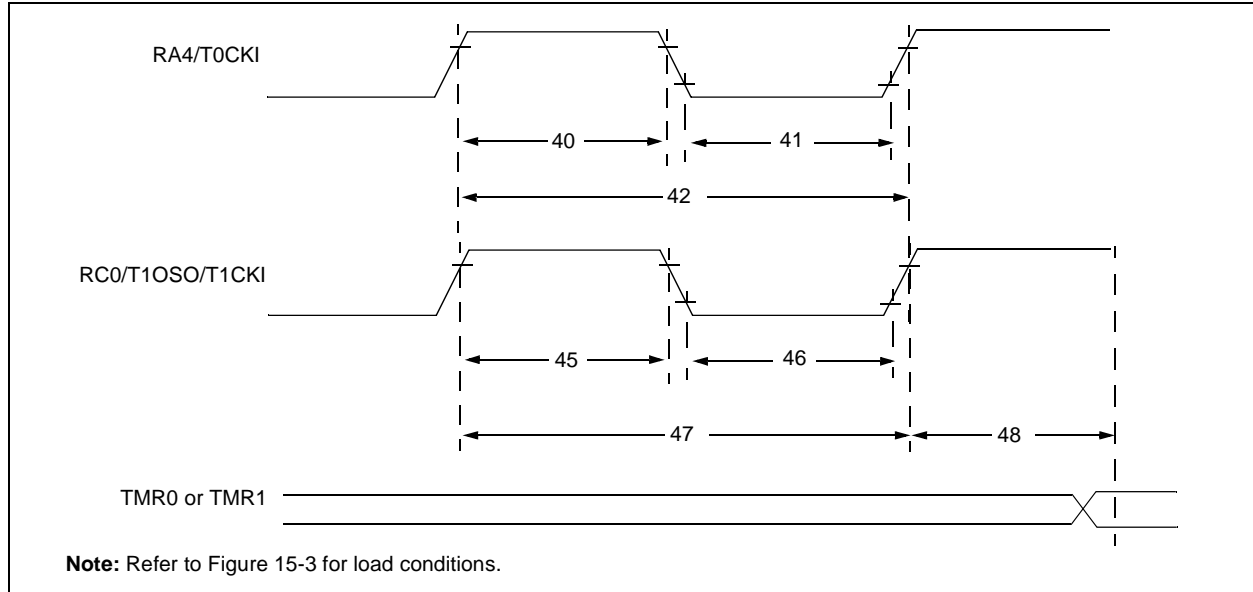 RA4/T0CKI
40
41
42
RC0/T1OSO/T1CKI
45
46
47
48
TMR0 or TMR1
Note: Refer to Figure 15-3 for load conditions.